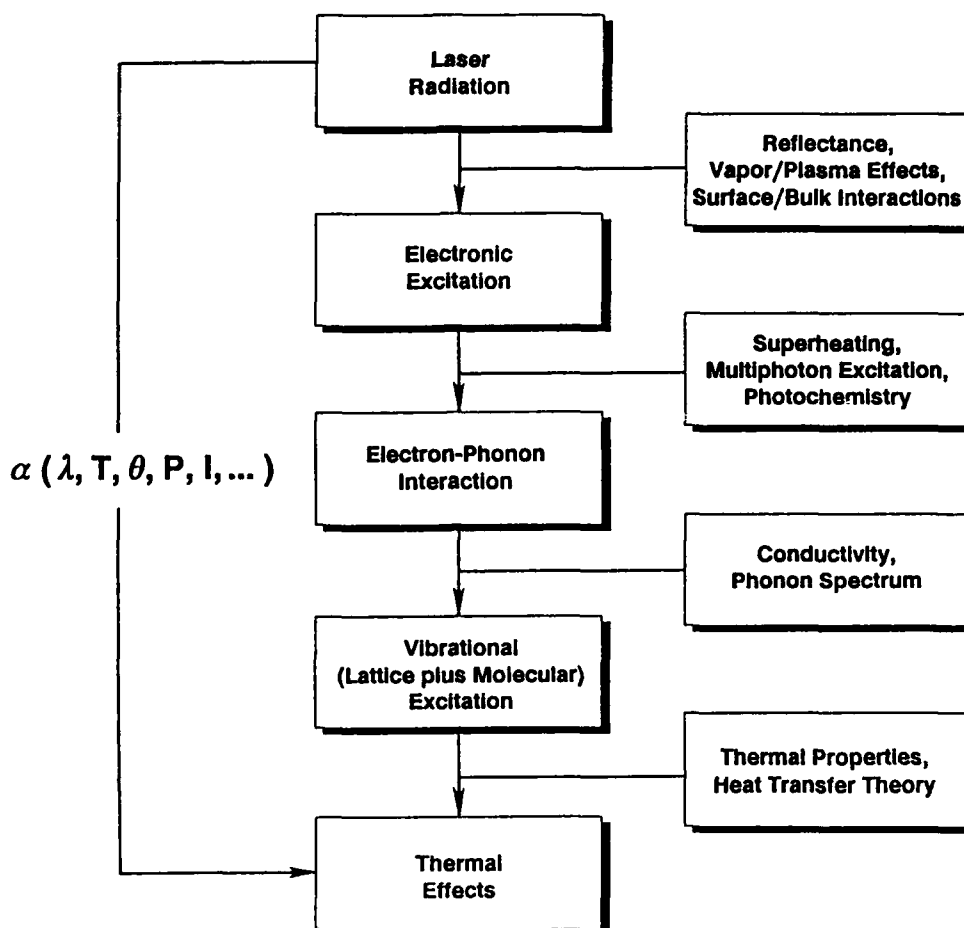 Laser
Radiation
Reflectance,
Vapor/Plasma Effects,
Surface/Bulk Interactions
Electronic
Excitation
Superheating,
Multiphoton Excitation,
Photochemistry
α ( λ, T, θ, P, I, ... )
Electron-Phonon
Interaction
Conductivity,
Phonon Spectrum
Vibrational
(Lattice plus Molecular)
Excitation
Thermal Properties,
Heat Transfer Theory
Thermal
Effects